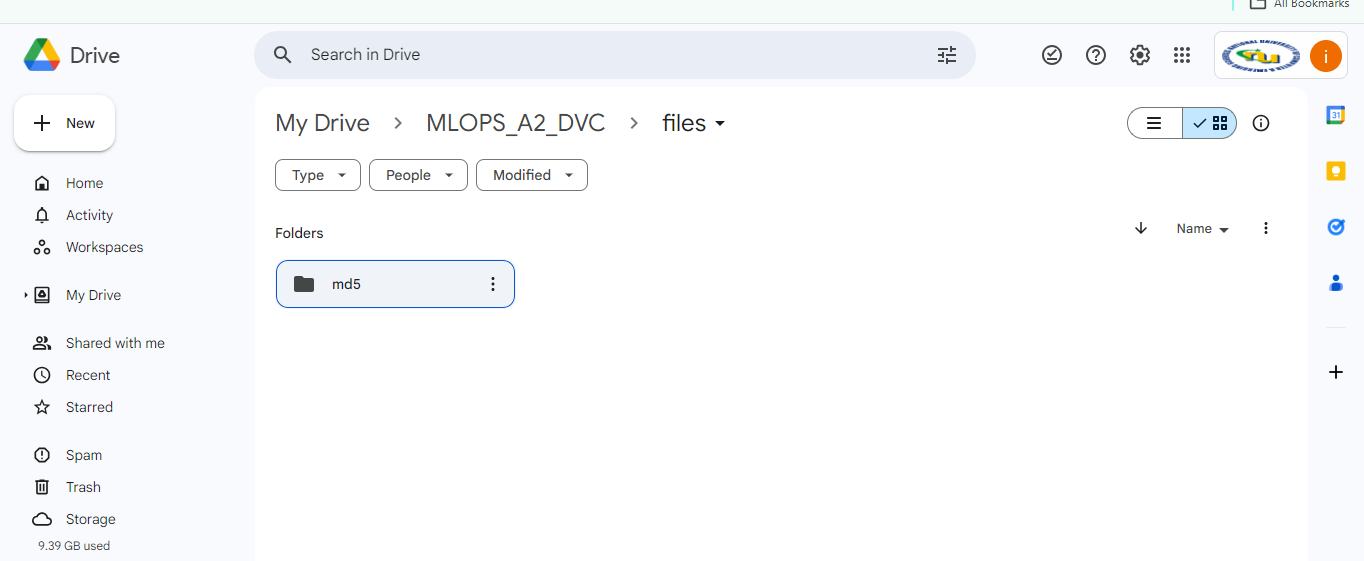 All Bookmarks
Drive
Search in Drive
i
New
My Drive > MLOPS_A2_DVC > files
Type
People
Modified
Home
Activity
Workspaces
My Drive
Shared with me
Recent
Starred
Spam
Trash
Storage
9.39 GB used
Folders
Name
md5
31